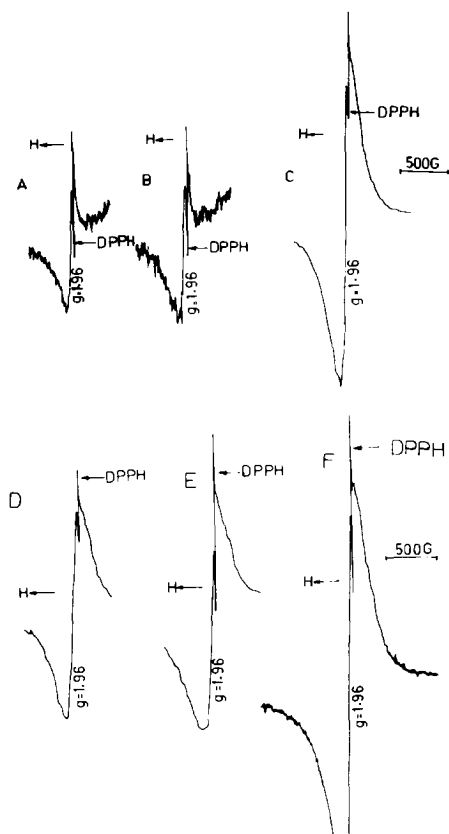 H←
A
←DPPH
g=1.96
H←
B
←DPPH
g=1.96
H←
C
←DPPH
500G
g=1.96
D
←DPPH
H←
g=1.96
E
←DPPH
H←
g=1.96
F
←DPPH
500G
H←
g=1.96